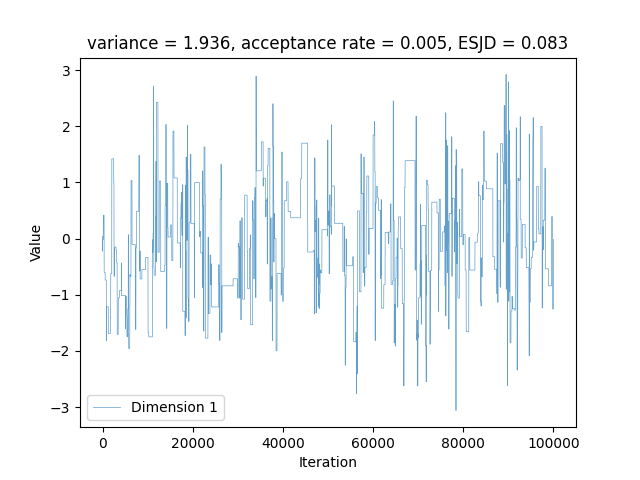 variance = 1.936, acceptance rate = 0.005, ESJD = 0.083
3
2
1
0
−1
−2
−3
Value
Dimension 1
0 20000 40000 60000 80000 100000
Iteration